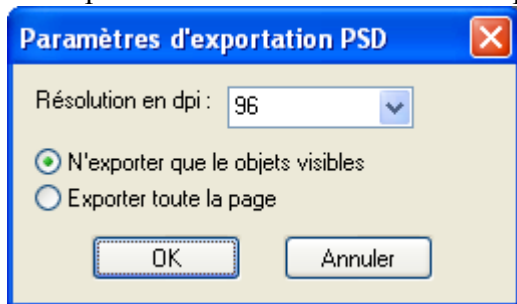 Paramètres d'exportation PSD
Résolution en dpi : 96
N'exporter que le objets visibles
Exporter toute la page
OK Annuler